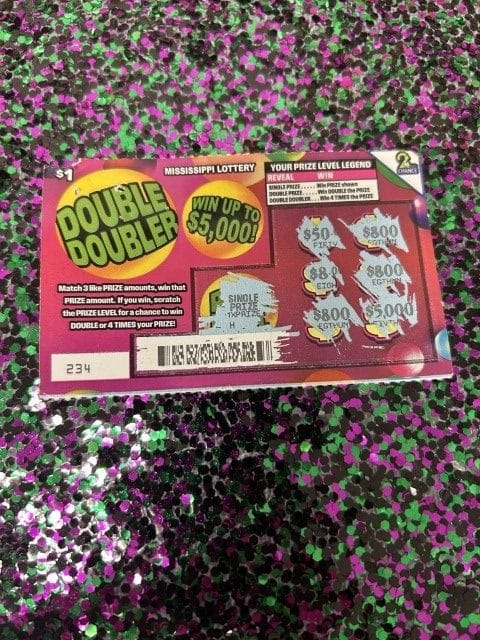 $1
MISSISSIPPI LOTTERY
YOUR PRIZE LEVEL LEGEND
REVEAL WIN
SINGLE PRIZE..... Win PRIZE shown
DOUBLE PRIZE..... Win DOUBLE the PRIZE
DOUBLE DOUBLER... Win 4 TIMES the PRIZE
2nd
CHANCE
DOUBLE
DOUBLER
WIN UP TO
$5,000!
Match 3 like PRIZE amounts, win that
PRIZE amount. If you win, scratch
the PRIZE LEVEL for a chance to win
DOUBLE or 4 TIMES your PRIZE!
$50
FIFTY
$800
EGTHUN
$8
EIGH
$800
EGTHUN
$800
EGTHUN
$5,000
SINGLE
PRIZE
1XPRIZE
H
234